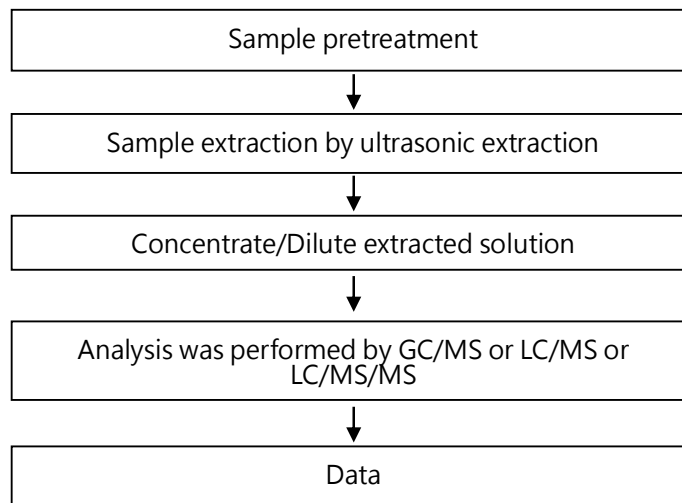 Sample pretreatment
Sample extraction by ultrasonic extraction
Concentrate/Dilute extracted solution
Analysis was performed by GC/MS or LC/MS or
LC/MS/MS
Data